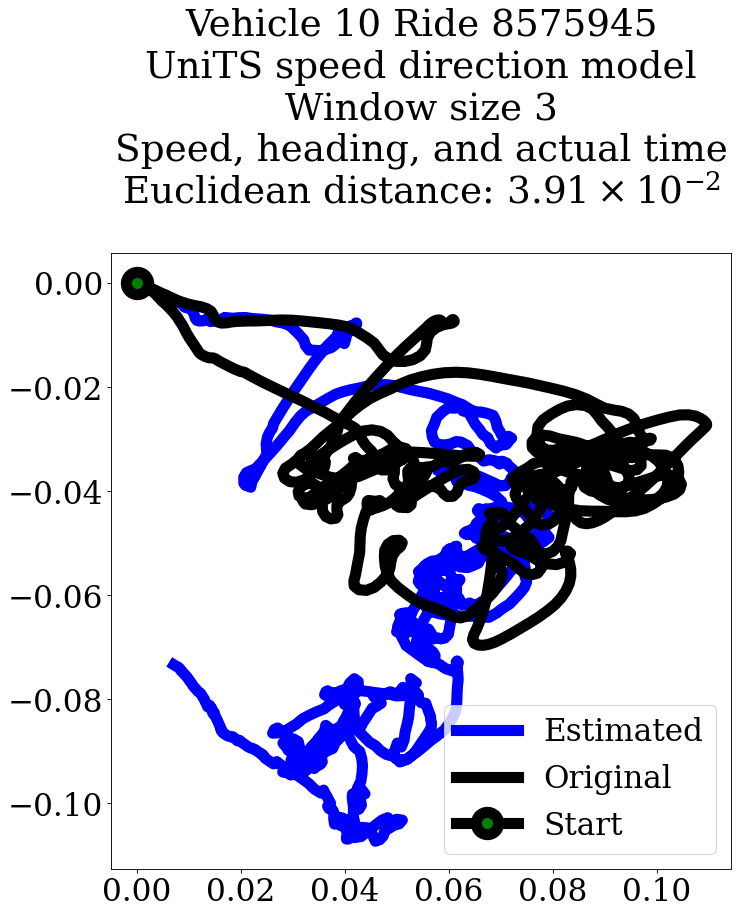 Vehicle 10 Ride 8575945
UniTS speed direction model
Window size 3
Speed, heading, and actual time
Euclidean distance: 3.91 × 10⁻²
0.00
−0.02
−0.04
−0.06
−0.08
−0.10
Estimated
Original
Start
0.00 0.02 0.04 0.06 0.08 0.10